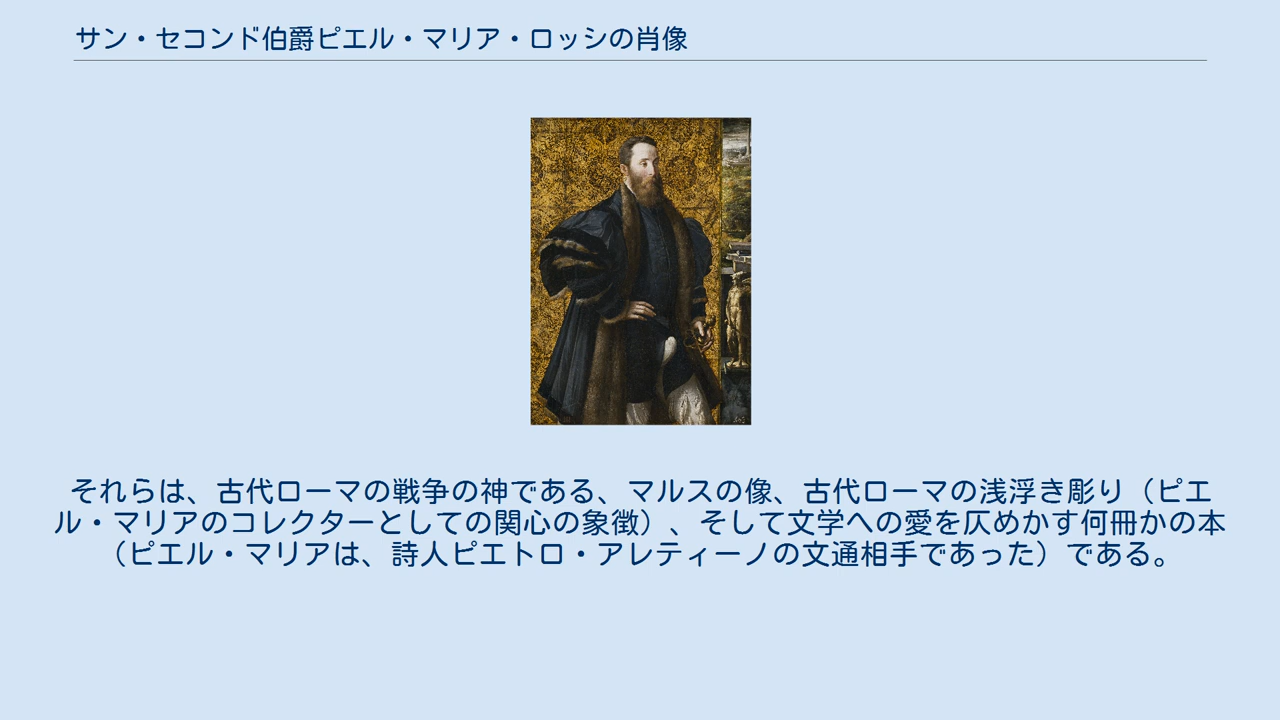 サン・セコンド伯爵ピエル・マリア・ロッシの肖像
それらは、古代ローマの戦争の神である、マルスの像、古代ローマの浅浮き彫り（ピエ
ル・マリアのコレクターとしての関心の象徴）、そして文学への愛を仄めかす何冊かの本
（ピエル・マリアは、詩人ピエトロ・アレティーノの文通相手であった）である。